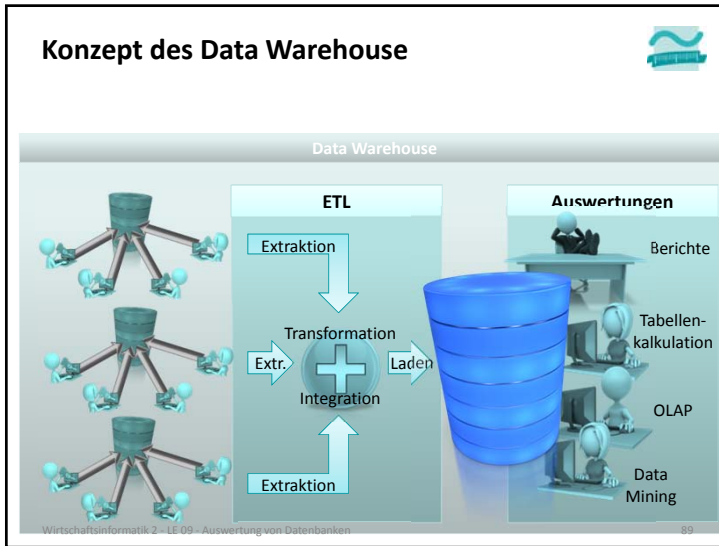 Konzept des Data Warehouse
Data Warehouse
ETL
Auswertungen
Extraktion
Berichte
Transformation
Tabellen-
kalkulation
Extr.
Laden
Integration
OLAP
Extraktion
Data
Mining
Wirtschaftsinformatik 2 - LE 09 - Auswertung von Datenbanken
89